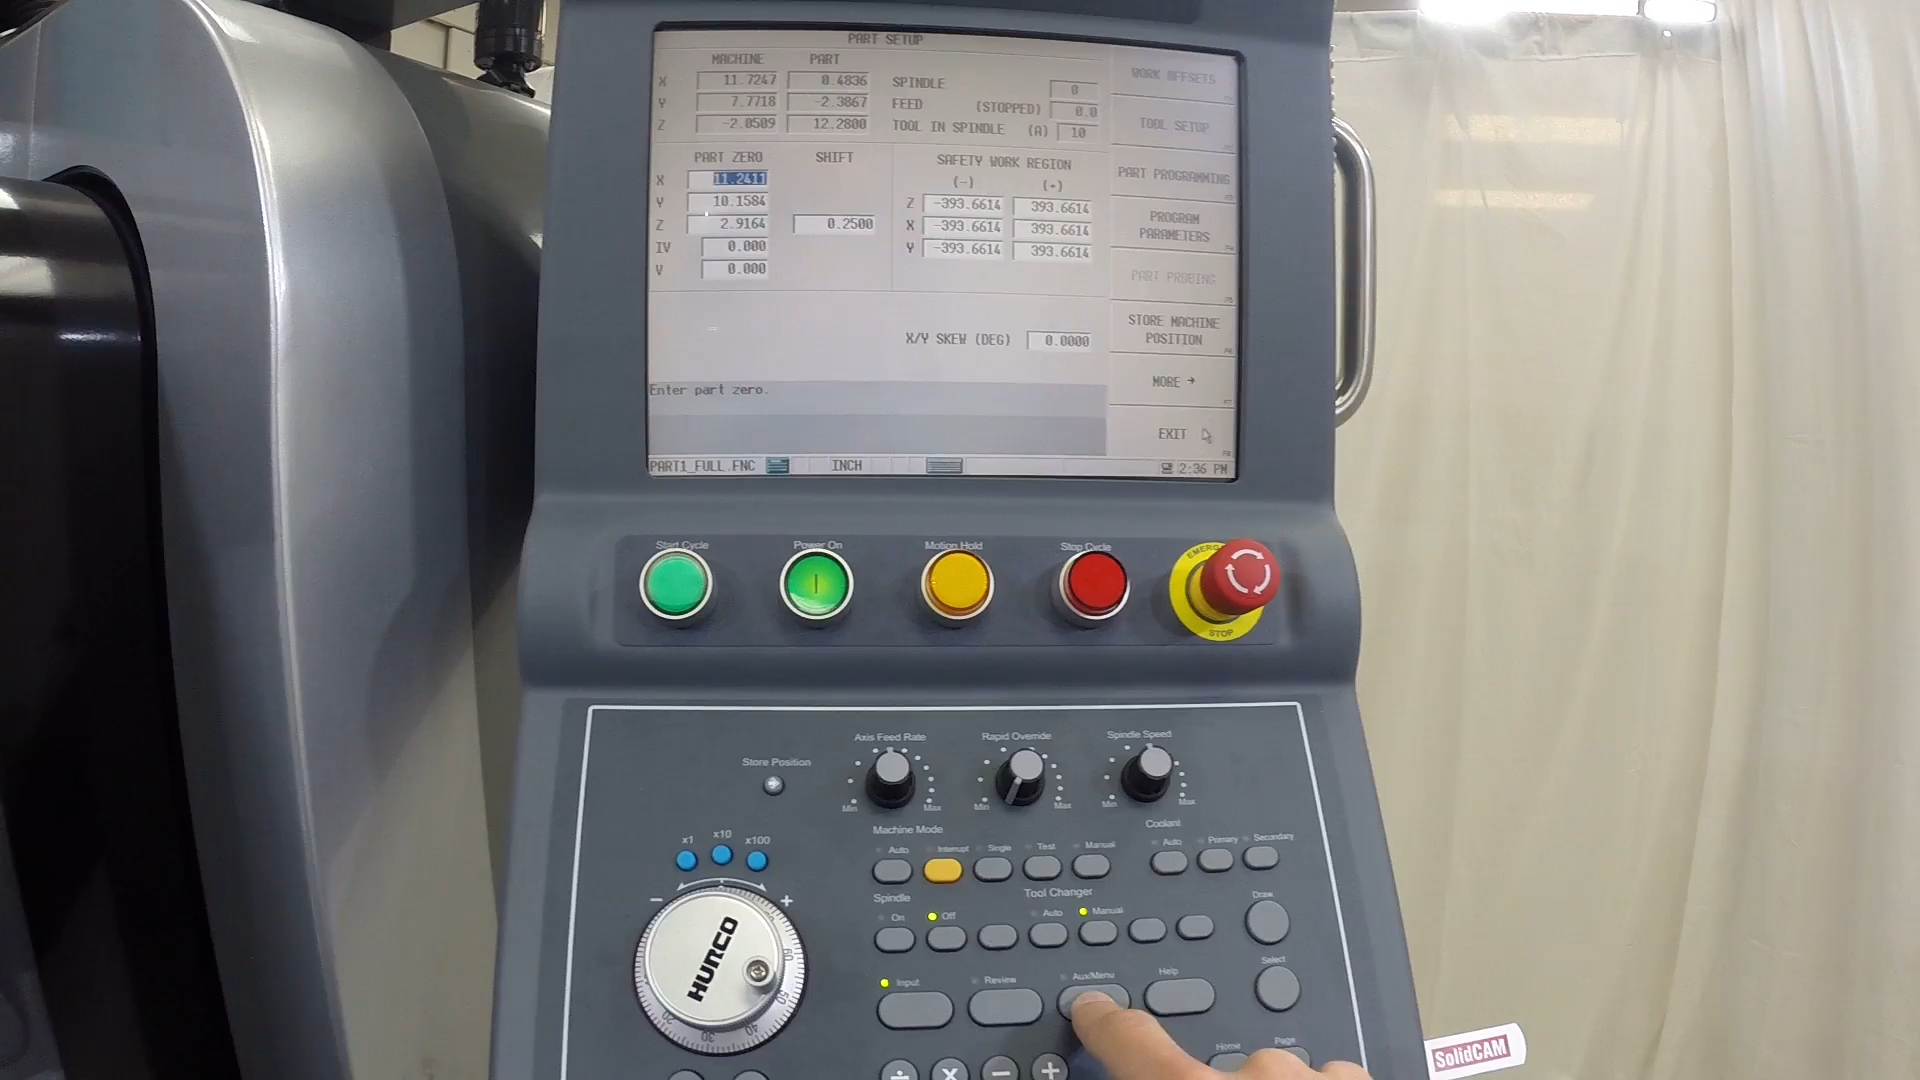 PART SETUP
MACHINE PART
X 11.7247 0.4836
Y 7.7718 -2.3867
Z -2.0509 12.2800
SPINDLE 0
FEED (STOPPED) 0.0
TOOL IN SPINDLE (A) 10
PART ZERO SHIFT
X 11.2411
Y 10.1584
Z 2.9164 0.2500
IV 0.000
V 0.000
SAFETY WORK REGION
(-) (+)
Z -393.6614 393.6614
X -393.6614 393.6614
Y -393.6614 393.6614
X/Y SKEW (DEG) 0.0000
Enter part zero.
WORK OFFSETS
TOOL SETUP
PART PROGRAMMING
PROGRAM
PARAMETERS
PART PROBING
STORE MACHINE
POSITION
MORE →
EXIT
PART1_FULL.FNC INCH 2:36 PM
Start Cycle Power On Motion Hold Stop Cycle
STOP
Axis Feed Rate Rapid Override Spindle Speed
Store Position
Min Max Min Max Min Max
Machine Mode
Auto Interrupt Single Test Manual
Coolant
Auto Primary Secondary
x1 x10 x100
− +
HURCO
Spindle
On Off
Tool Changer
Auto Manual
Draw
Input Review Aux/Menu Help Select
Home Page
÷ X − +
20 30 40 50 60
SolidCAM